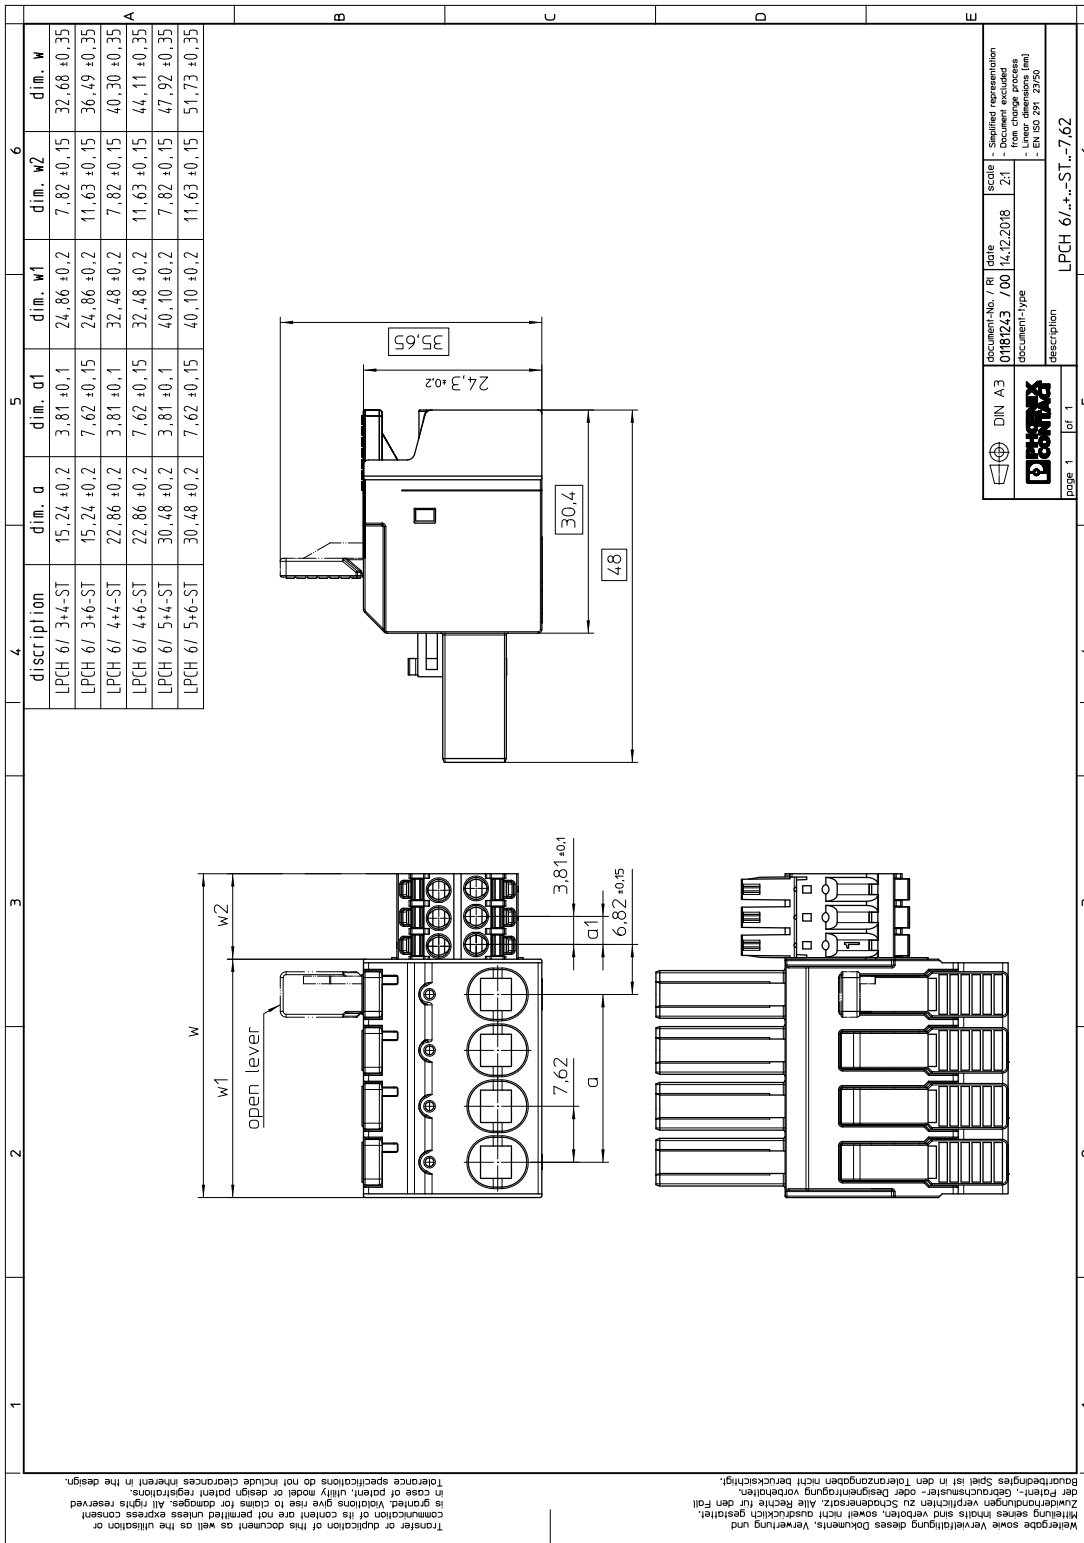 discription dim. a dim. a1 dim. w1 dim. w2 dim. w
LPCH 6/ 3+4-ST 15,24 ±0,2 3,81 ±0,1 24,86 ±0,2 7,82 ±0,15 32,68 ±0,35
LPCH 6/ 3+6-ST 15,24 ±0,2 7,62 ±0,15 24,86 ±0,2 11,63 ±0,15 36,49 ±0,35
LPCH 6/ 4+4-ST 22,86 ±0,2 3,81 ±0,1 32,48 ±0,2 7,82 ±0,15 40,30 ±0,35
LPCH 6/ 4+6-ST 22,86 ±0,2 7,62 ±0,15 32,48 ±0,2 11,63 ±0,15 44,11 ±0,35
LPCH 6/ 5+4-ST 30,48 ±0,2 3,81 ±0,1 40,10 ±0,2 7,82 ±0,15 47,92 ±0,35
LPCH 6/ 5+6-ST 30,48 ±0,2 7,62 ±0,15 40,10 ±0,2 11,63 ±0,15 51,73 ±0,35
1 2 3 4 5 6
A
B
C
D
E
w
w1
w2
open lever
7,62
a
3,81 ±0,1
a1
6,82 ±0,15
1
35,65
24,3 ±0,2
30,4
48
DIN A3
PHOENIX
CONTACT
page 1 of 1
document-No. / RI
01181243 / 00
date
14.12.2018
scale
2:1
- Simplified representation
- Document excluded
from change process
- Linear dimensions [mm]
- EN ISO 291 23/50
document-type
description
LPCH 6/..+..-ST..-7,62
Transfer or duplication of this document as well as the utilisation or
communication of its content are not permitted unless express consent
is granted. Violations give rise to claims for damages. All rights reserved
in case of patent, utility model or design patent registrations.
Tolerance specifications do not include clearances inherent in the design.
Weitergabe sowie Vervielfältigung dieses Dokuments, Verwertung und
Mitteilung seines Inhalts sind verboten, soweit nicht ausdrücklich gestattet.
Zuwiderhandlungen verpflichten zu Schadenersatz. Alle Rechte für den Fall
der Patent-, Gebrauchsmuster- oder Designeintragung vorbehalten.
Bauartbedingtes Spiel ist in den Toleranzangaben nicht berücksichtigt.